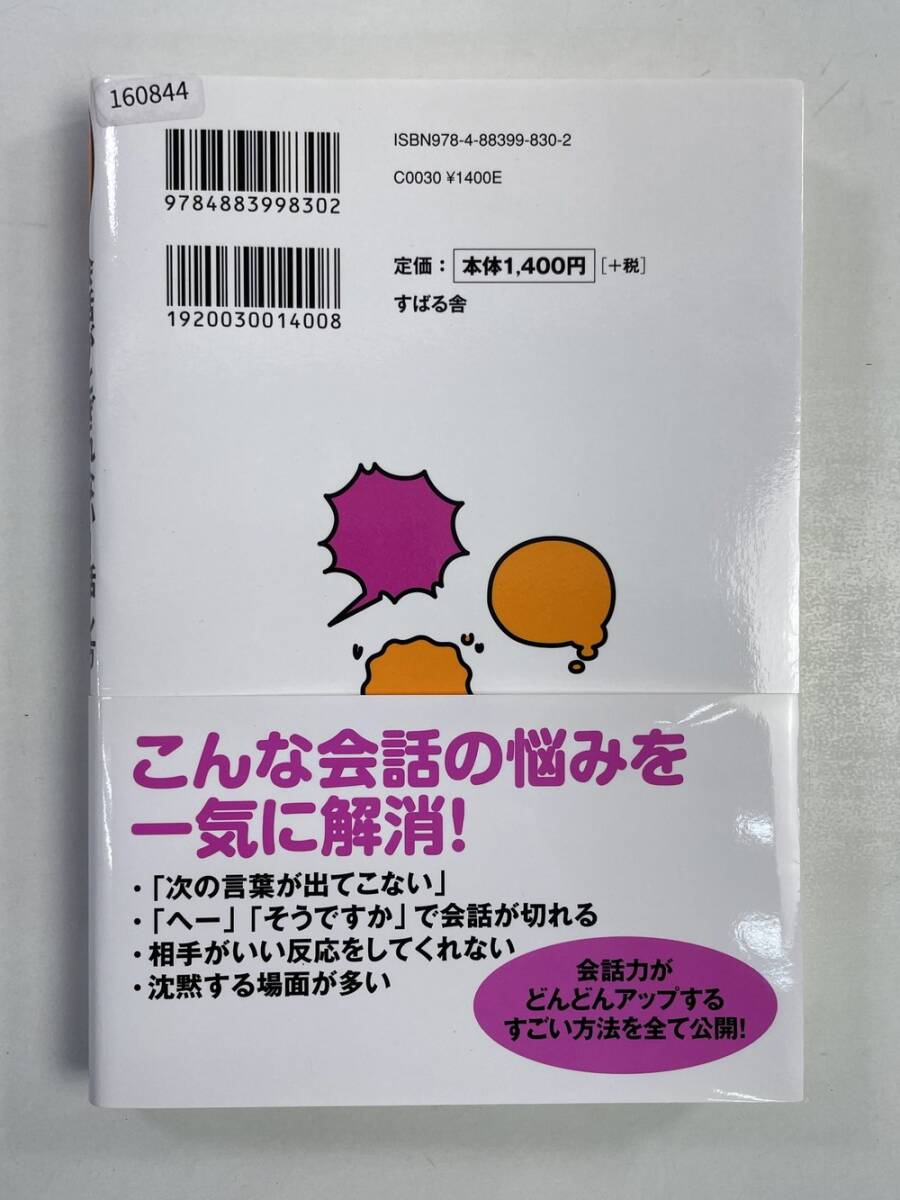 160844
ISBN978-4-88399-830-2
C0030 ¥1400E
9784883998302
定価： 本体1,400円 [+税]
すばる舎
1920030014008
こんな会話の悩みを
一気に解消!
・「次の言葉が出てこない」
・「へー」「そうですか」で会話が切れる
・相手がいい反応をしてくれない
・沈黙する場面が多い
会話力が
どんどんアップする
すごい方法を全て公開!